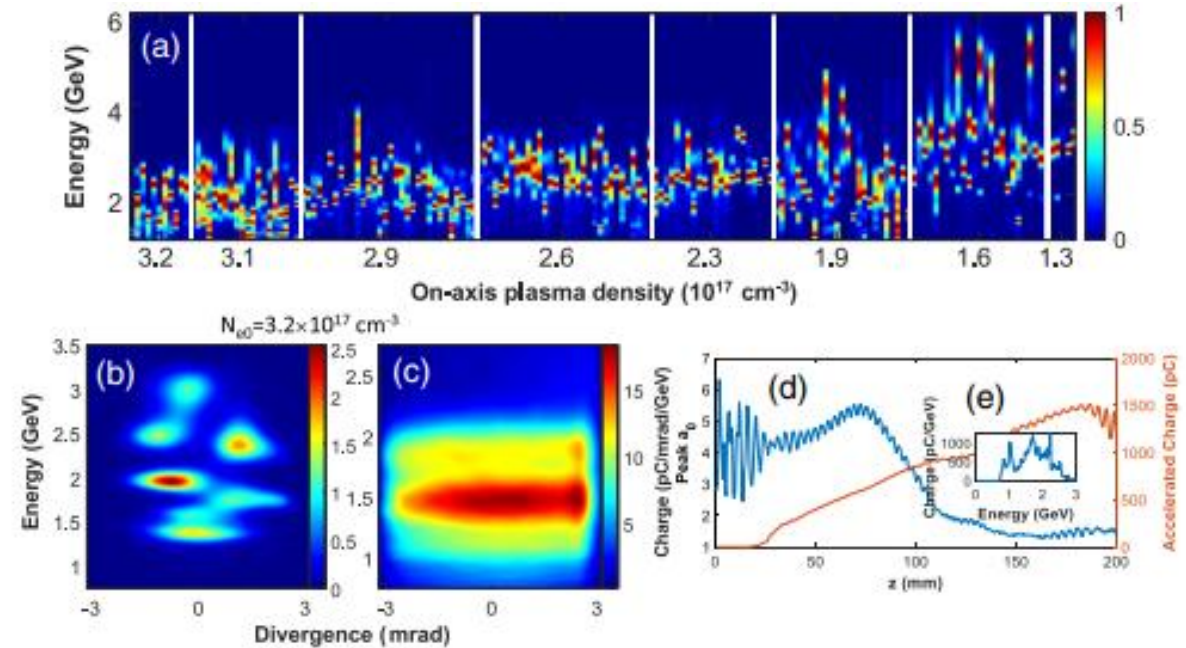 (a)
Energy (GeV)
6
4
2
1
0.5
0
3.2 3.1 2.9 2.6 2.3 1.9 1.6 1.3
On-axis plasma density (10¹⁷ cm⁻³)
Nₑ₀=3.2×10¹⁷ cm⁻³
(b)
Energy (GeV)
3.5
3
2.5
2
1.5
1
2.5
2
1.5
1
0.5
0
-3 0 3
(c)
2
1.5
1
15
10
5
-3 0 3
Divergence (mrad)
Charge (pC/mrad/GeV)
(d)
Peak a₀
7
6
5
4
3
2
1
2000
1500
1000
500
0
Accelerated Charge (pC)
0 50 100 150 200
z (mm)
(e)
Charge (pC/GeV)
1000
500
0
0 1 2 3
Energy (GeV)